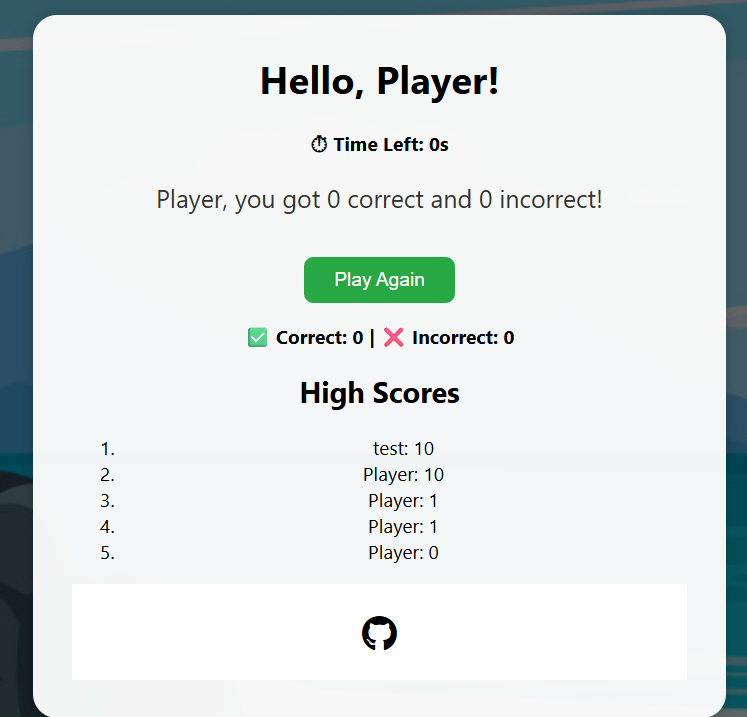 Hello, Player!
⏱ Time Left: 0s
Player, you got 0 correct and 0 incorrect!
Play Again
✅ Correct: 0 | ❌ Incorrect: 0
High Scores
1. test: 10
2. Player: 10
3. Player: 1
4. Player: 1
5. Player: 0